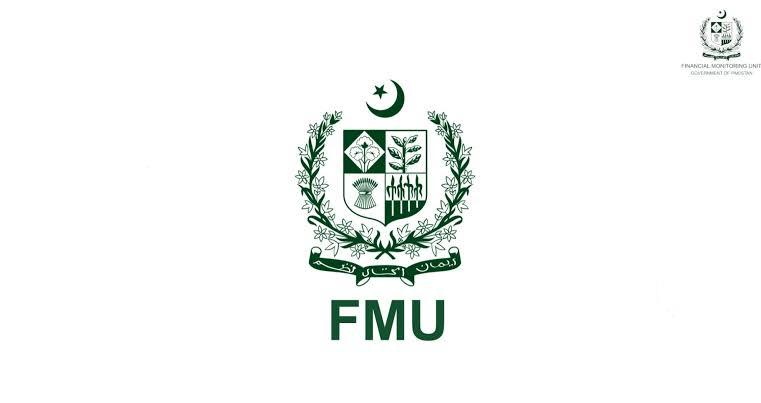 FINANCIAL MONITORING UNIT
GOVERNMENT OF PAKISTAN
ایمان اتحاد نظم
FMU